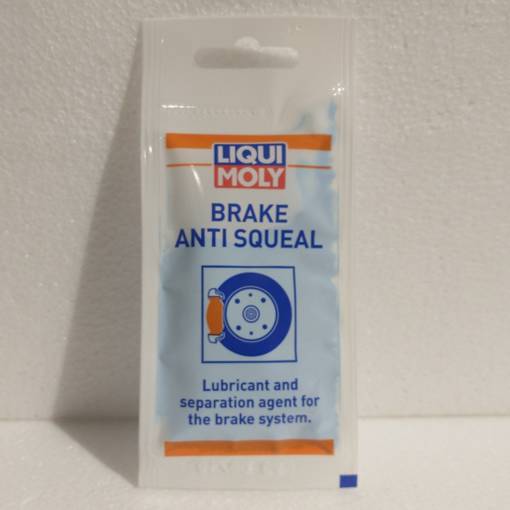 LIQUI
MOLY
BRAKE
ANTI SQUEAL
Lubricant and
separation agent for
the brake system.